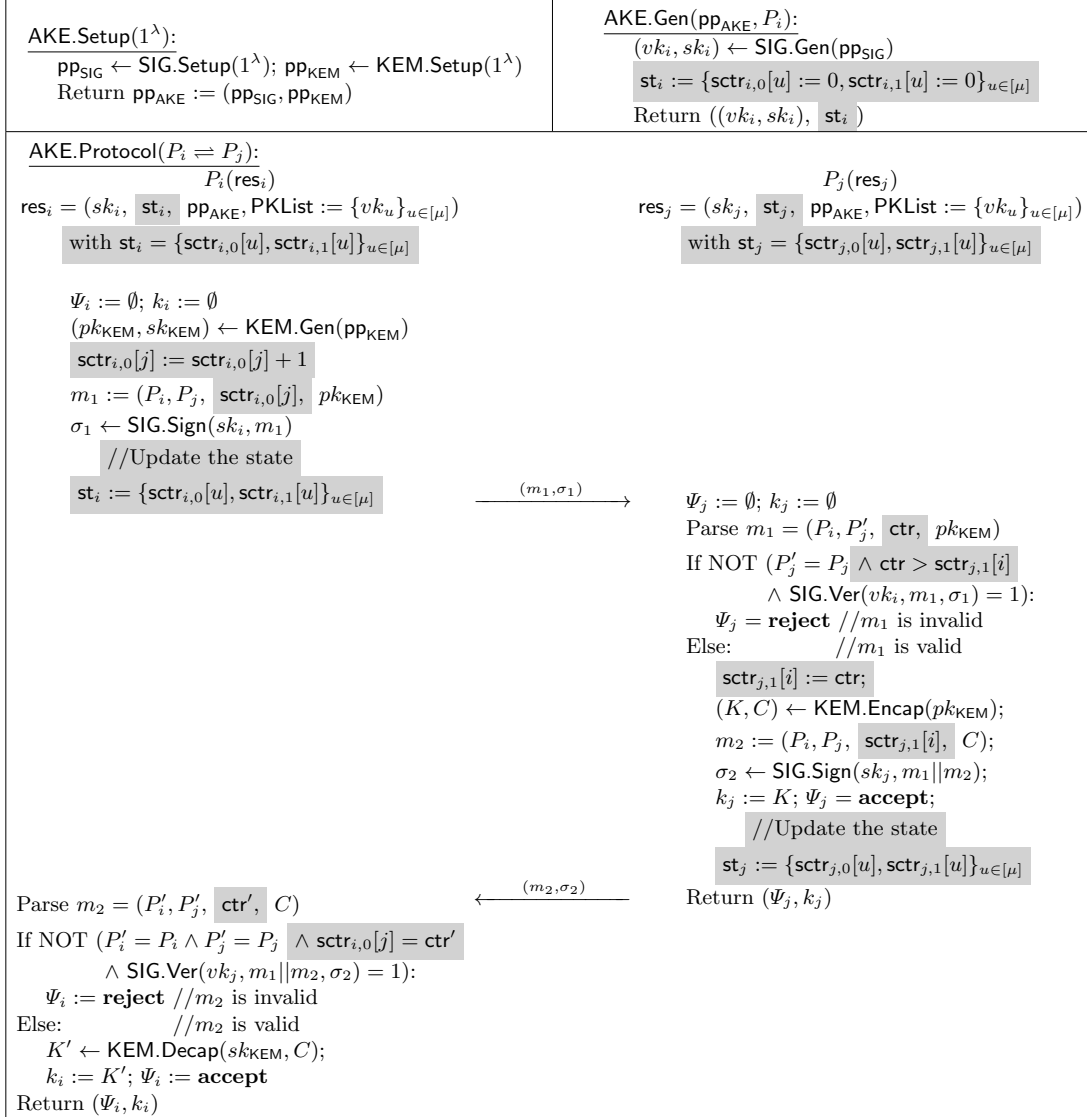 AKE.Setup(1^λ):
pp_SIG ← SIG.Setup(1^λ); pp_KEM ← KEM.Setup(1^λ)
Return pp_AKE := (pp_SIG, pp_KEM)
AKE.Gen(pp_AKE, P_i):
(vk_i, sk_i) ← SIG.Gen(pp_SIG)
st_i := {sctr_{i,0}[u] := 0, sctr_{i,1}[u] := 0}_{u∈[μ]}
Return ((vk_i, sk_i), st_i)
AKE.Protocol(P_i ⇌ P_j):
P_i(res_i)
res_i = (sk_i, st_i, pp_AKE, PKList := {vk_u}_{u∈[μ]})
with st_i = {sctr_{i,0}[u], sctr_{i,1}[u]}_{u∈[μ]}
P_j(res_j)
res_j = (sk_j, st_j, pp_AKE, PKList := {vk_u}_{u∈[μ]})
with st_j = {sctr_{j,0}[u], sctr_{j,1}[u]}_{u∈[μ]}
Ψ_i := ∅; k_i := ∅
(pk_KEM, sk_KEM) ← KEM.Gen(pp_KEM)
sctr_{i,0}[j] := sctr_{i,0}[j] + 1
m_1 := (P_i, P_j, sctr_{i,0}[j], pk_KEM)
σ_1 ← SIG.Sign(sk_i, m_1)
//Update the state
st_i := {sctr_{i,0}[u], sctr_{i,1}[u]}_{u∈[μ]}
(m_1,σ_1)
Ψ_j := ∅; k_j := ∅
Parse m_1 = (P_i, P'_j, ctr, pk_KEM)
If NOT (P'_j = P_j ∧ ctr > sctr_{j,1}[i]
∧ SIG.Ver(vk_i, m_1, σ_1) = 1):
Ψ_j = reject //m_1 is invalid
Else: //m_1 is valid
sctr_{j,1}[i] := ctr;
(K, C) ← KEM.Encap(pk_KEM);
m_2 := (P_i, P_j, sctr_{j,1}[i], C);
σ_2 ← SIG.Sign(sk_j, m_1||m_2);
k_j := K; Ψ_j = accept;
//Update the state
st_j := {sctr_{j,0}[u], sctr_{j,1}[u]}_{u∈[μ]}
Return (Ψ_j, k_j)
(m_2,σ_2)
Parse m_2 = (P'_i, P'_j, ctr', C)
If NOT (P'_i = P_i ∧ P'_j = P_j ∧ sctr_{i,0}[j] = ctr'
∧ SIG.Ver(vk_j, m_1||m_2, σ_2) = 1):
Ψ_i := reject //m_2 is invalid
Else: //m_2 is valid
K' ← KEM.Decap(sk_KEM, C);
k_i := K'; Ψ_i := accept
Return (Ψ_i, k_i)